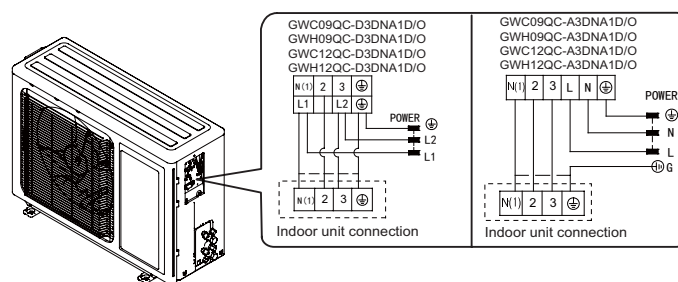 GWC09QC-D3DNA1D/O
GWH09QC-D3DNA1D/O
GWC12QC-D3DNA1D/O
GWH12QC-D3DNA1D/O
N(1) 2 3
L1 L2
POWER
L2
L1
N(1) 2 3
Indoor unit connection
GWC09QC-A3DNA1D/O
GWH09QC-A3DNA1D/O
GWC12QC-A3DNA1D/O
GWH12QC-A3DNA1D/O
N(1) 2 3 L N
POWER
N
L
G
N(1) 2 3
Indoor unit connection